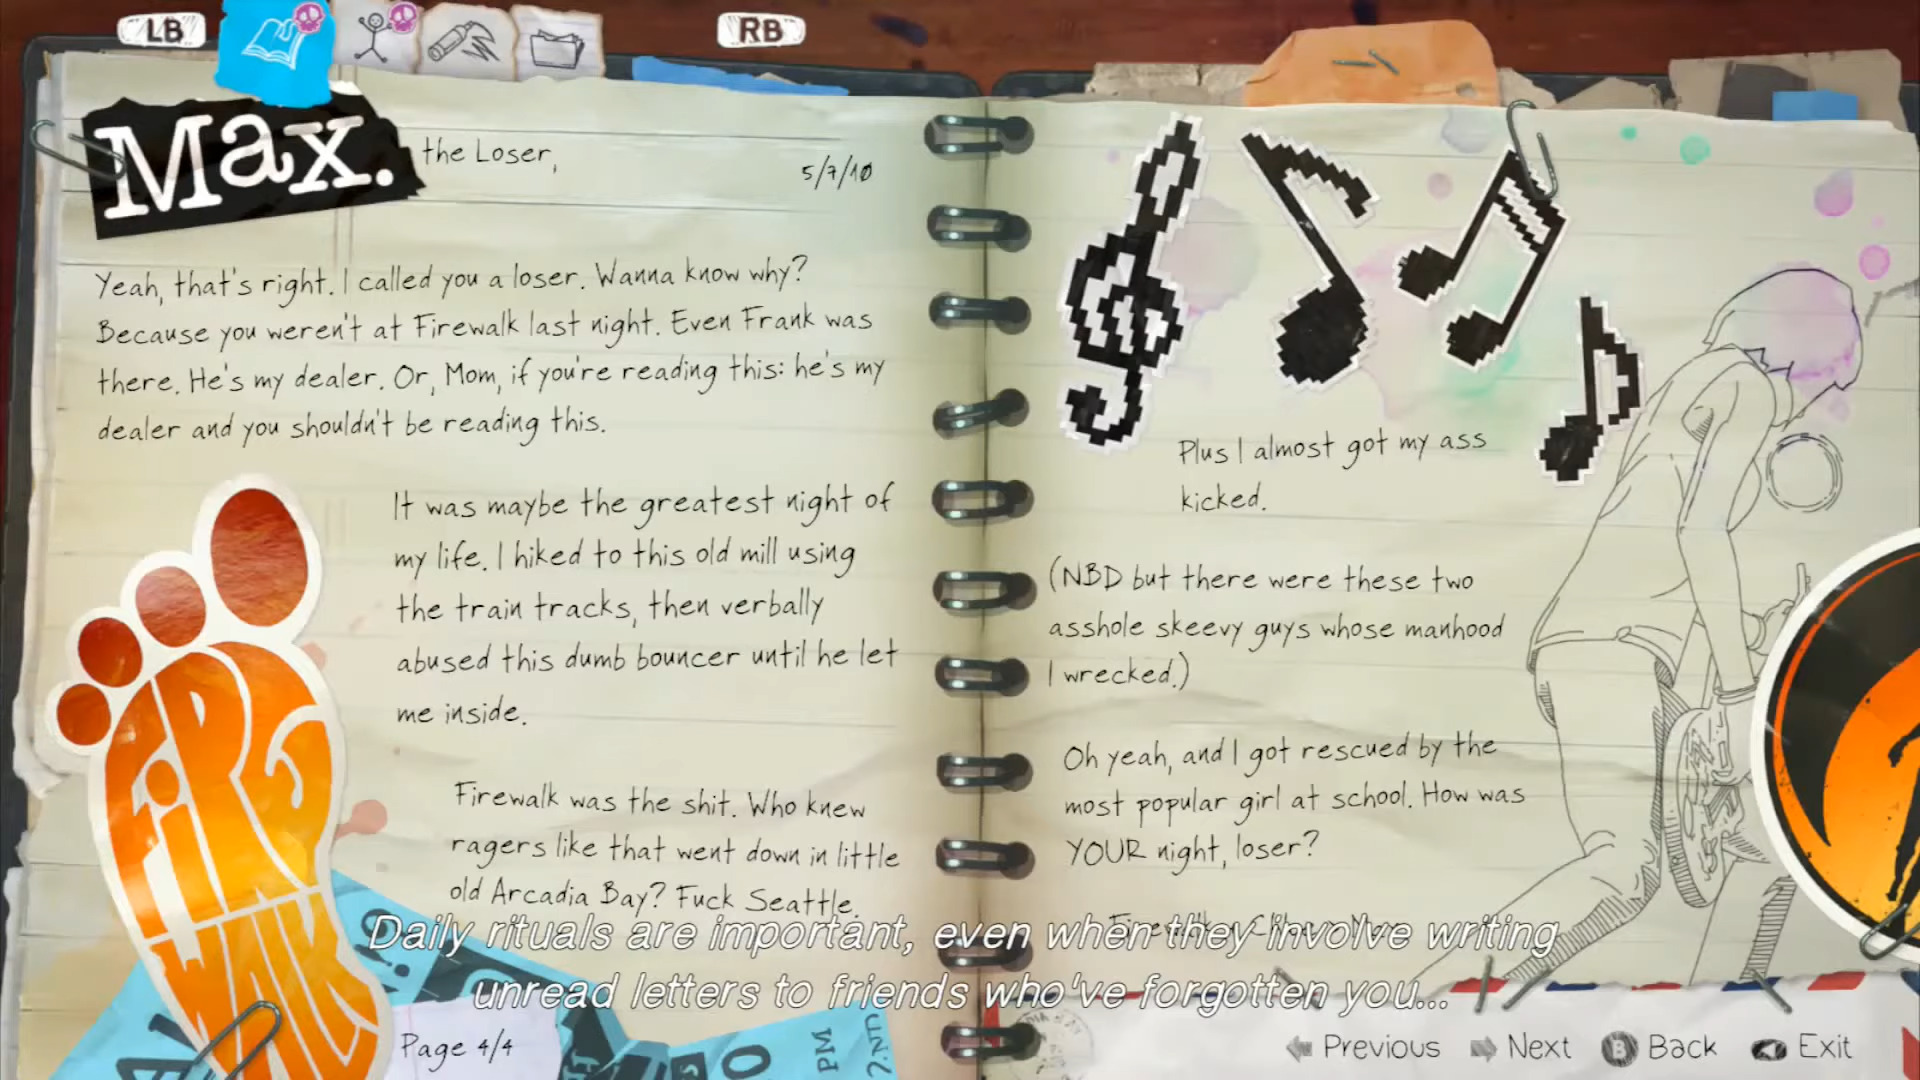 LB
RB
Max.
the Loser,
5/7/10
Yeah, that's right. I called you a loser. Wanna know why?
Because you weren't at Firewalk last night. Even Frank was
there. He's my dealer. Or, Mom, if you're reading this: he's my
dealer and you shouldn't be reading this.
It was maybe the greatest night of
my life. I hiked to this old mill using
the train tracks, then verbally
abused this dumb bouncer until he let
me inside.
Firewalk was the shit. Who knew
ragers like that went down in little
old Arcadia Bay? Fuck Seattle.
FIRE
WALK
Page 4/4
PM
Plus I almost got my ass
kicked.
(NBD but there were these two
asshole skeevy guys whose manhood
I wrecked.)
Oh yeah, and I got rescued by the
most popular girl at school. How was
YOUR night, loser?
Daily rituals are important, even when they involve writing
unread letters to friends who've forgotten you...
Previous
Next
B Back
Exit